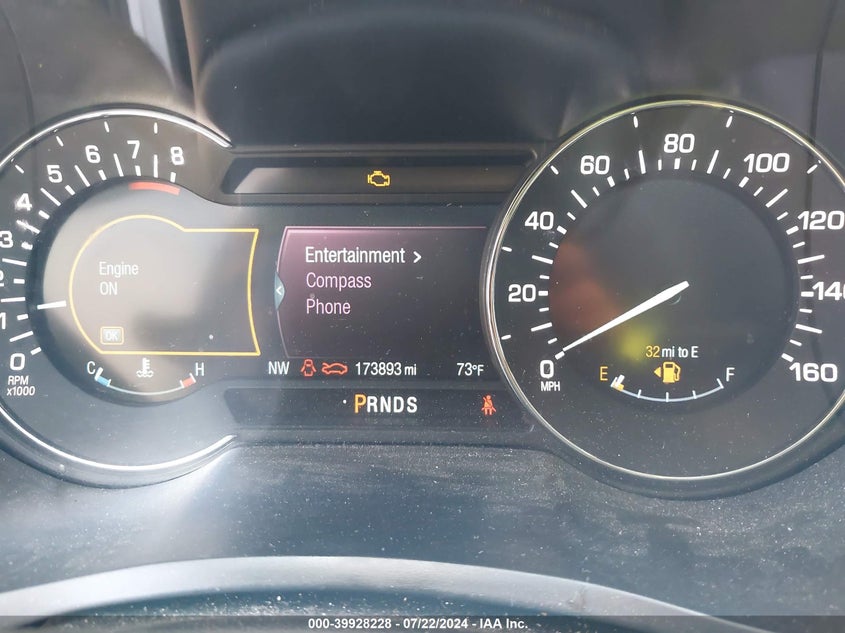 0 1 2 3 4 5 6 7 8
RPM
x1000
Engine
ON
OK
C H
Entertainment >
Compass
Phone
NW 173893 mi 73°F
PRNDS
0 20 40 60 80 100 120 140 160
MPH
32 mi to E
E F
000-39928228 - 07/22/2024 - IAA Inc.